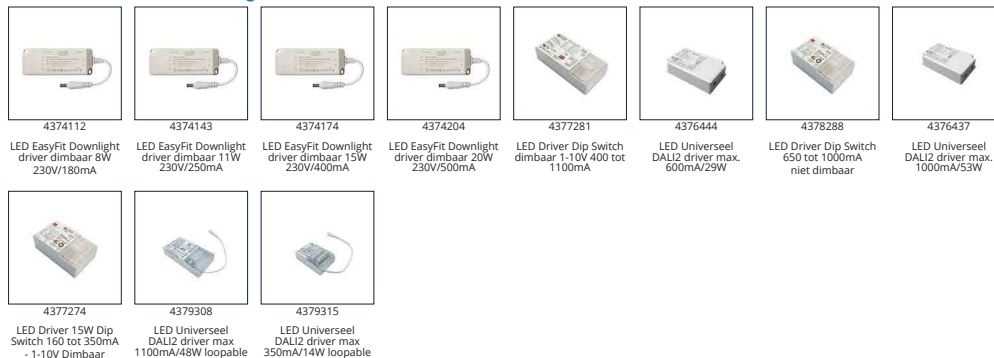 4374112
LED EasyFit Downlight
driver dimbaar 8W
230V/180mA
4374143
LED EasyFit Downlight
driver dimbaar 11W
230V/250mA
4374174
LED EasyFit Downlight
driver dimbaar 15W
230V/400mA
4374204
LED EasyFit Downlight
driver dimbaar 20W
230V/500mA
4377281
LED Driver Dip Switch
dimbaar 1-10V 400 tot
1100mA
4376444
LED Universeel
DALI2 driver max.
600mA/29W
4378288
LED Driver Dip Switch
650 tot 1000mA
niet dimbaar
4376437
LED Universeel
DALI2 driver max.
1000mA/53W
4377274
LED Driver 15W Dip
Switch 160 tot 350mA
- 1-10V Dimbaar
4379308
LED Universeel
DALI2 driver max
1100mA/48W loopable
4379315
LED Universeel
DALI2 driver max
350mA/14W loopable